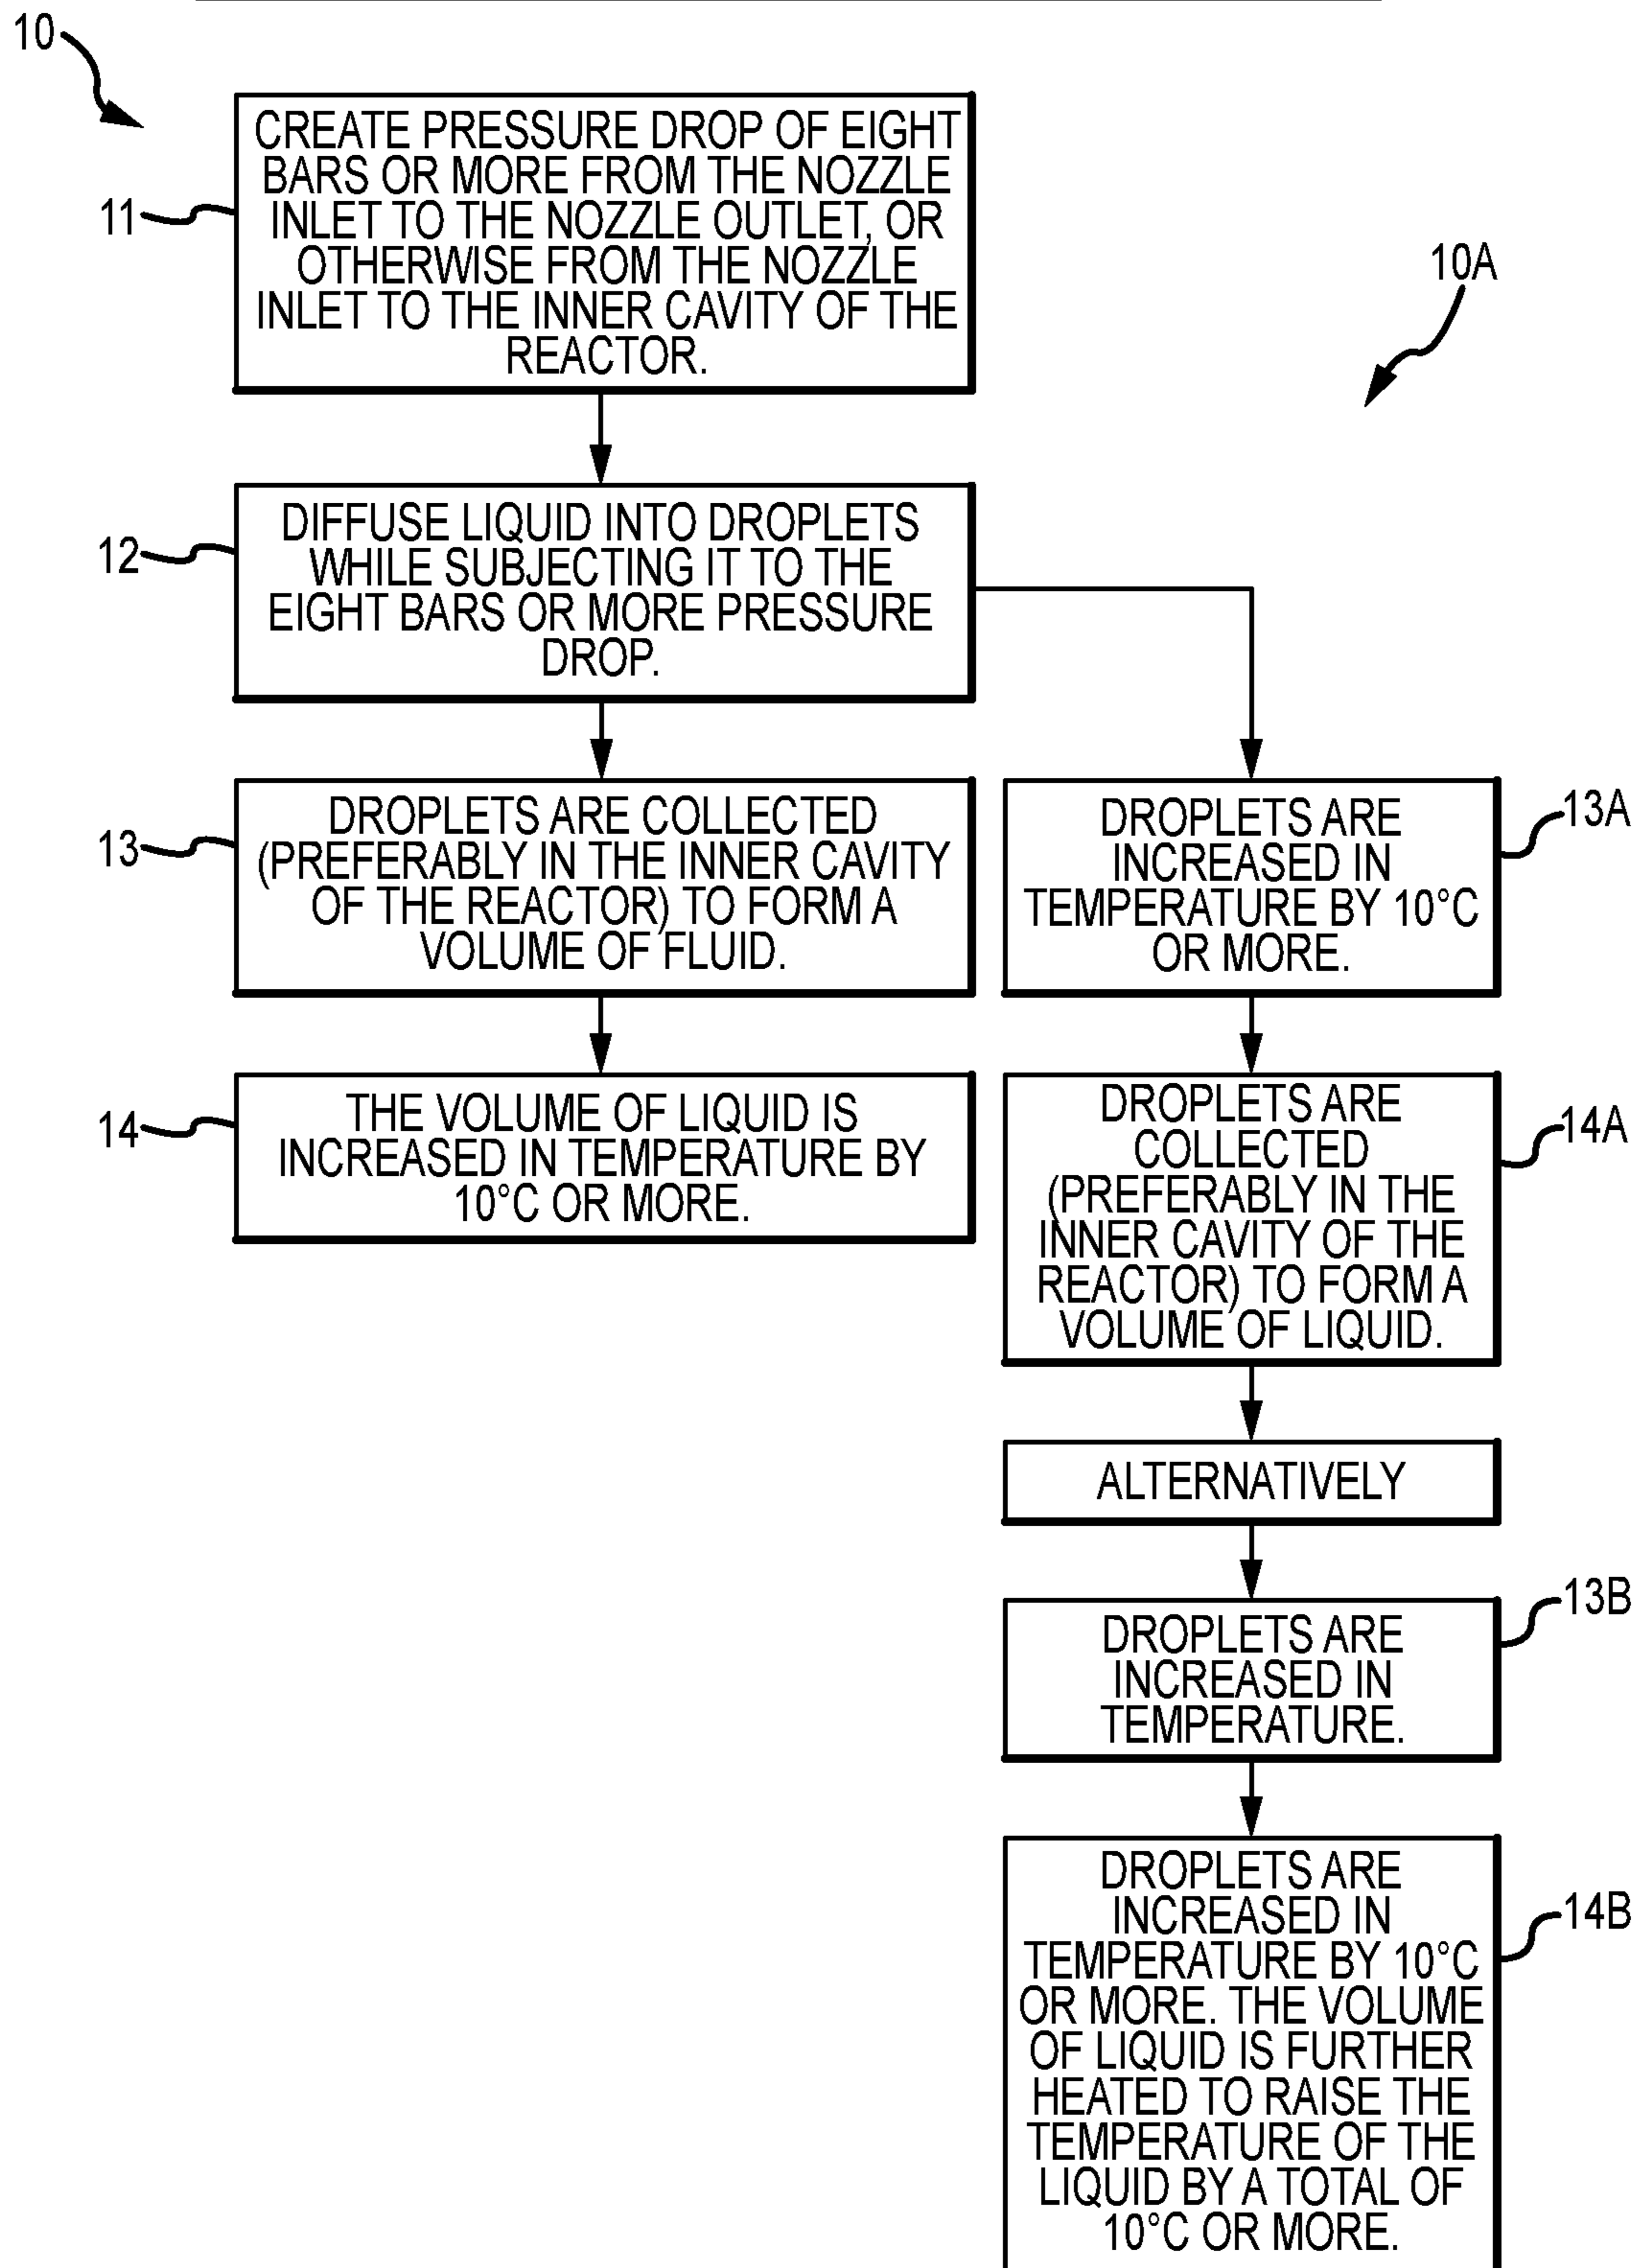 10
CREATE PRESSURE DROP OF EIGHT
BARS OR MORE FROM THE NOZZLE
INLET TO THE NOZZLE OUTLET, OR
OTHERWISE FROM THE NOZZLE
INLET TO THE INNER CAVITY OF THE
REACTOR.
11
10A
DIFFUSE LIQUID INTO DROPLETS
WHILE SUBJECTING IT TO THE
EIGHT BARS OR MORE PRESSURE
DROP.
12
DROPLETS ARE COLLECTED
(PREFERABLY IN THE INNER CAVITY
OF THE REACTOR) TO FORM A
VOLUME OF FLUID.
13
THE VOLUME OF LIQUID IS
INCREASED IN TEMPERATURE BY
10°C OR MORE.
14
DROPLETS ARE
INCREASED IN
TEMPERATURE BY 10°C
OR MORE.
13A
DROPLETS ARE
COLLECTED
(PREFERABLY IN THE
INNER CAVITY OF THE
REACTOR) TO FORM A
VOLUME OF LIQUID.
14A
ALTERNATIVELY
DROPLETS ARE
INCREASED IN
TEMPERATURE.
13B
DROPLETS ARE
INCREASED IN
TEMPERATURE BY 10°C
OR MORE. THE VOLUME
OF LIQUID IS FURTHER
HEATED TO RAISE THE
TEMPERATURE OF THE
LIQUID BY A TOTAL OF
10°C OR MORE.
14B